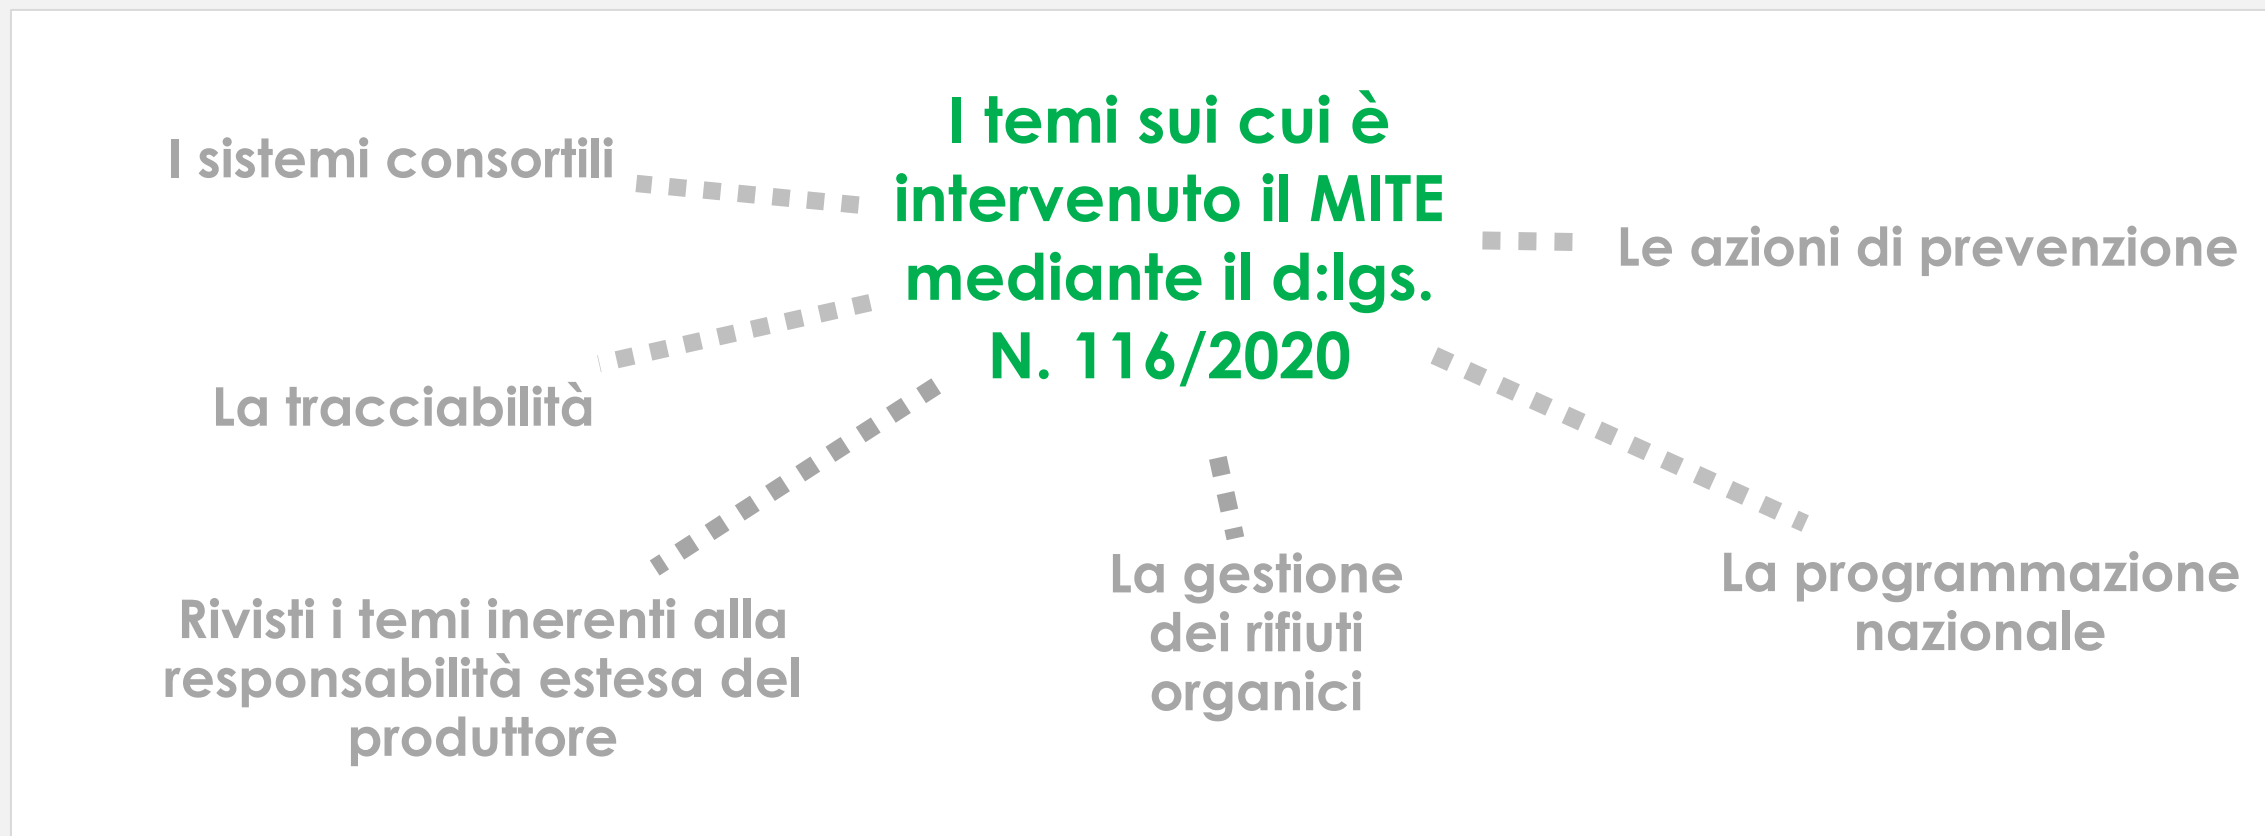 I temi sui cui è
intervenuto il MITE
mediante il d:lgs.
N. 116/2020
I sistemi consortili
Le azioni di prevenzione
La tracciabilità
Rivisti i temi inerenti alla
responsabilità estesa del
produttore
La gestione
dei rifiuti
organici
La programmazione
nazionale